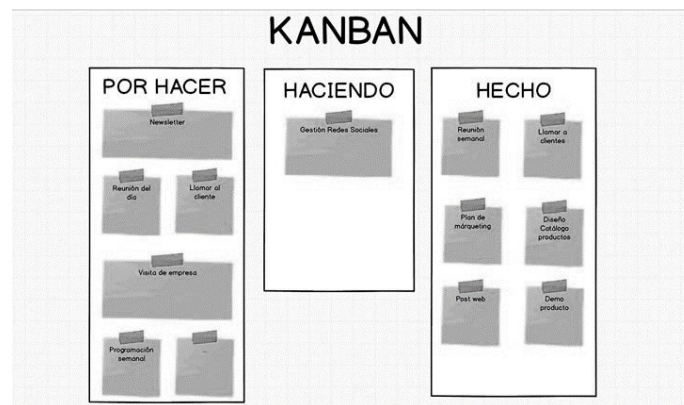 KANBAN
POR HACER
Newsletter
Reunión del
día
Llamar al
cliente
Visita de empresa
Programación
semanal
HACIENDO
Gestión Redes Sociales
HECHO
Reunión
semanal
Llamar a
clientes
Plan de
márqueting
Diseño
Catálogo
productos
Post web
Demo
producto